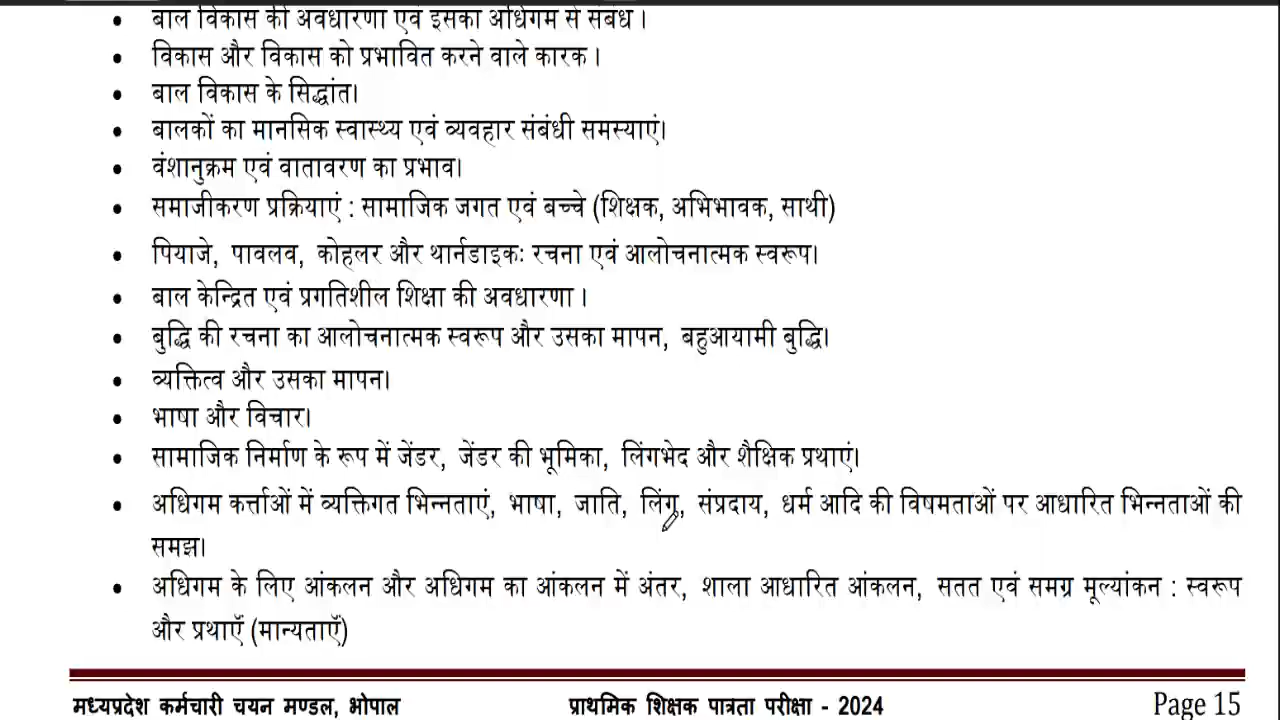 • बाल विकास की अवधारणा एवं इसका अधिगम से संबंध ।
• विकास और विकास को प्रभावित करने वाले कारक ।
• बाल विकास के सिद्धांत।
• बालकों का मानसिक स्वास्थ्य एवं व्यवहार संबंधी समस्याएं।
• वंशानुक्रम एवं वातावरण का प्रभाव।
• समाजीकरण प्रक्रियाएं : सामाजिक जगत एवं बच्चे (शिक्षक, अभिभावक, साथी)
• पियाजे, पावलव, कोहलर और थार्नडाइकः रचना एवं आलोचनात्मक स्वरूप।
• बाल केन्द्रित एवं प्रगतिशील शिक्षा की अवधारणा ।
• बुद्धि की रचना का आलोचनात्मक स्वरूप और उसका मापन, बहुआयामी बुद्धि।
• व्यक्तित्व और उसका मापन।
• भाषा और विचार।
• सामाजिक निर्माण के रूप में जेंडर, जेंडर की भूमिका, लिंगभेद और शैक्षिक प्रथाएं।
• अधिगम कर्त्ताओं में व्यक्तिगत भिन्नताएं, भाषा, जाति, लिंग, संप्रदाय, धर्म आदि की विषमताओं पर आधारित भिन्नताओं की
समझ।
• अधिगम के लिए आंकलन और अधिगम का आंकलन में अंतर, शाला आधारित आंकलन, सतत एवं समग्र मूल्यांकन : स्वरूप
और प्रथाएँ (मान्यताएँ)
मध्यप्रदेश कर्मचारी चयन मण्डल, भोपाल प्राथमिक शिक्षक पात्रता परीक्षा - 2024 Page 15